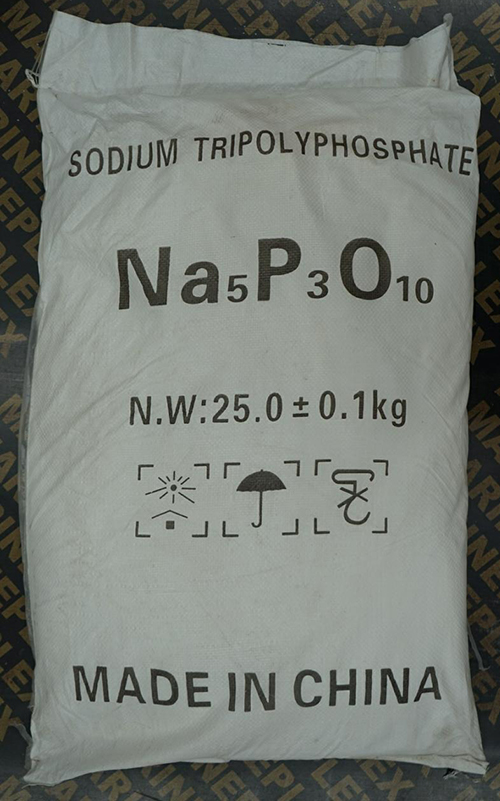 SODIUM TRIPOLYPHOSPHATE
Na5P3O10
N.W:25.0±0.1kg
MADE IN CHINA